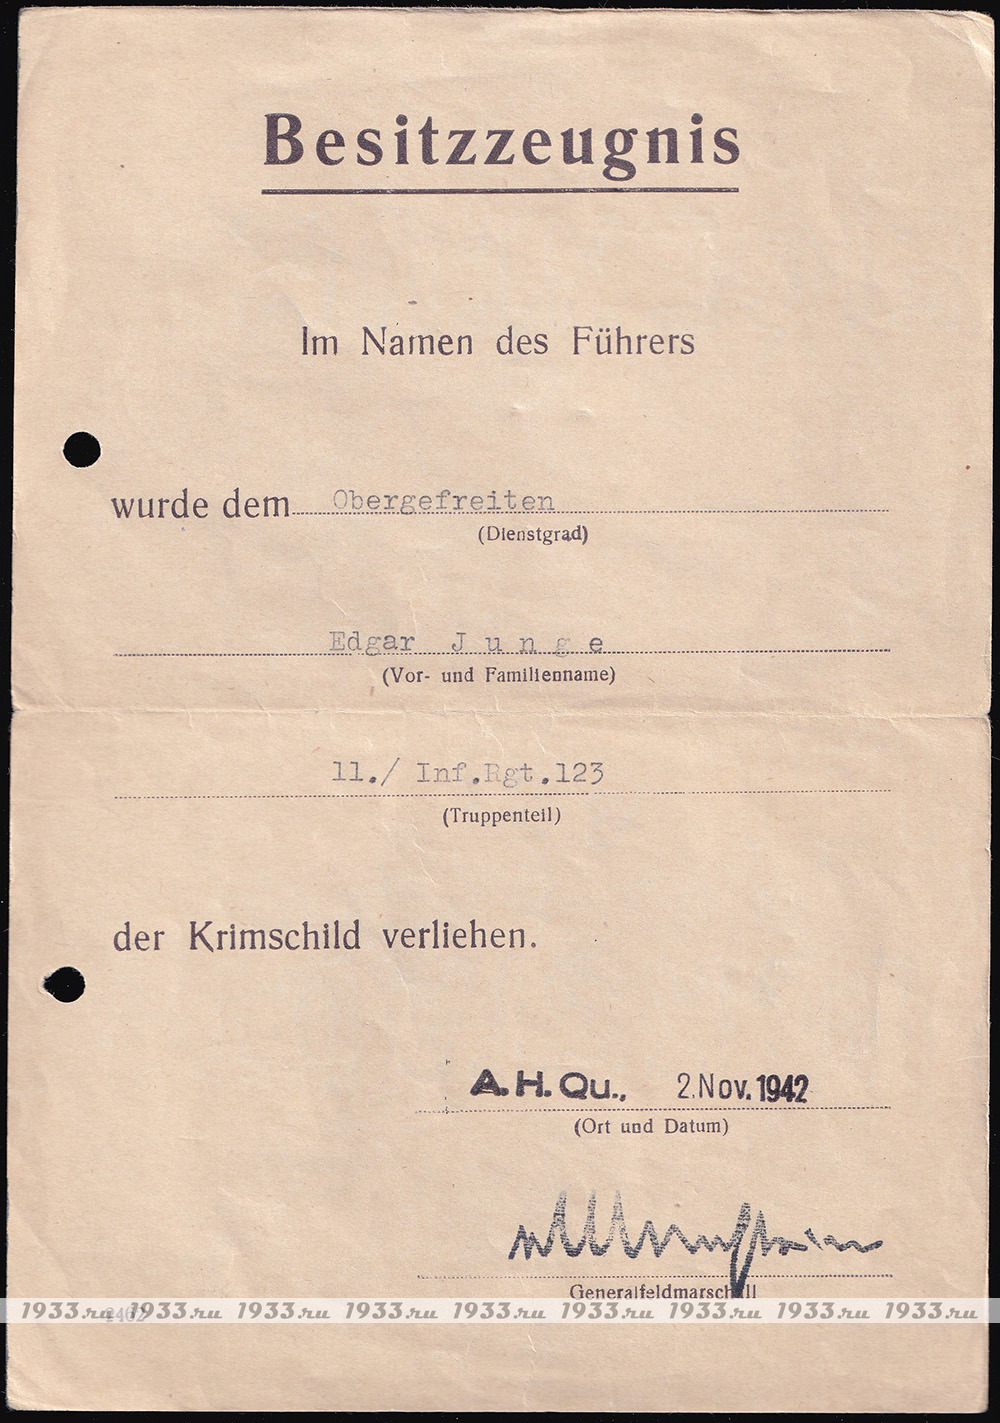 Besitzzeugnis
Im Namen des Führers
wurde dem Obergefreiten
(Dienstgrad)
Edgar J u n g e
(Vor- und Familienname)
11./ Inf.Rgt.123
(Truppenteil)
der Krimschild verliehen.
A.H.Qu., 2.Nov.1942
(Ort und Datum)
v Manstein
Generalfeldmarschall
1933.ru 1933.ru 1933.ru 1933.ru 1933.ru 1933.ru 1933.ru 1933.ru 1933.ru